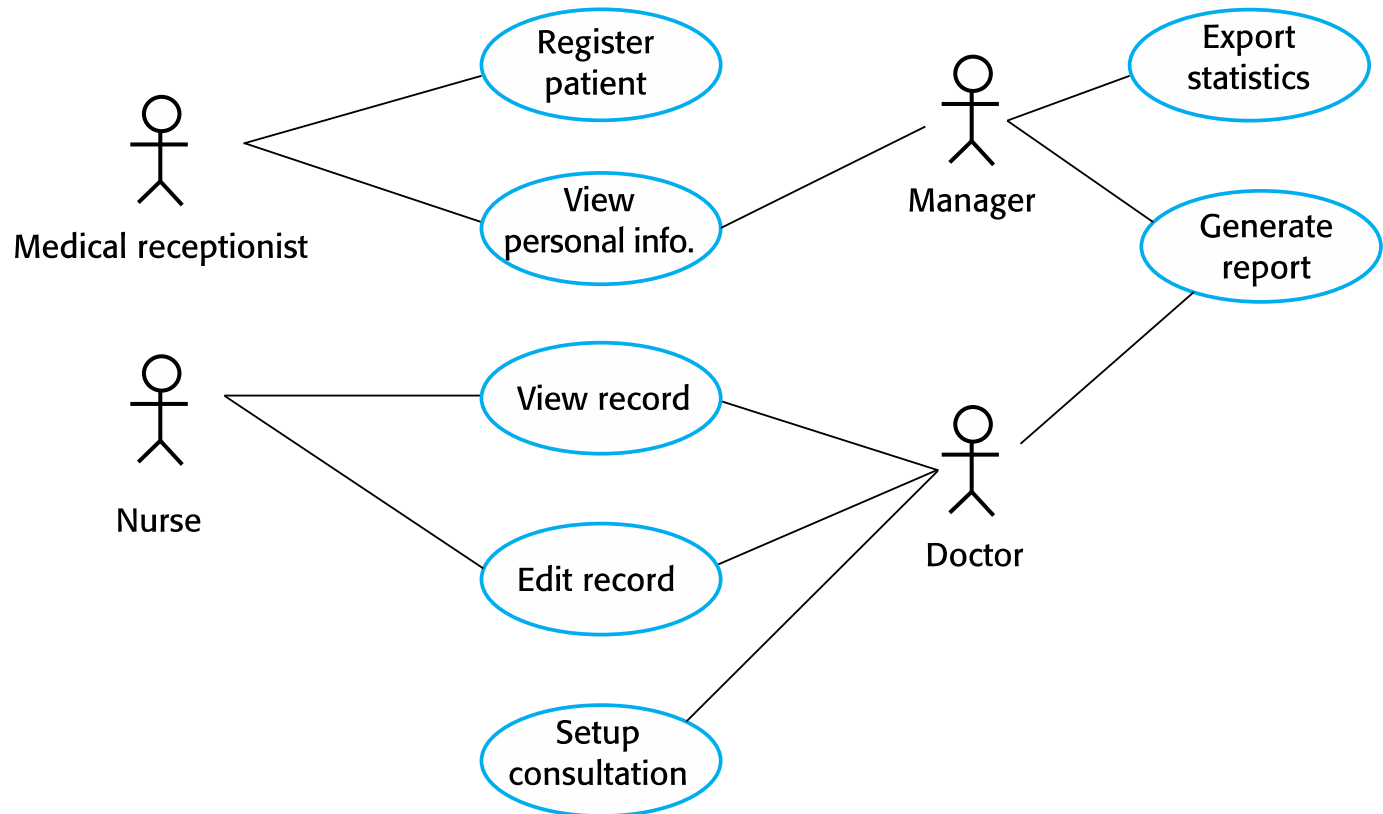 Register
patient
Export
statistics
Medical receptionist
View
personal info.
Manager
Generate
report
Nurse
View record
Edit record
Doctor
Setup
consultation